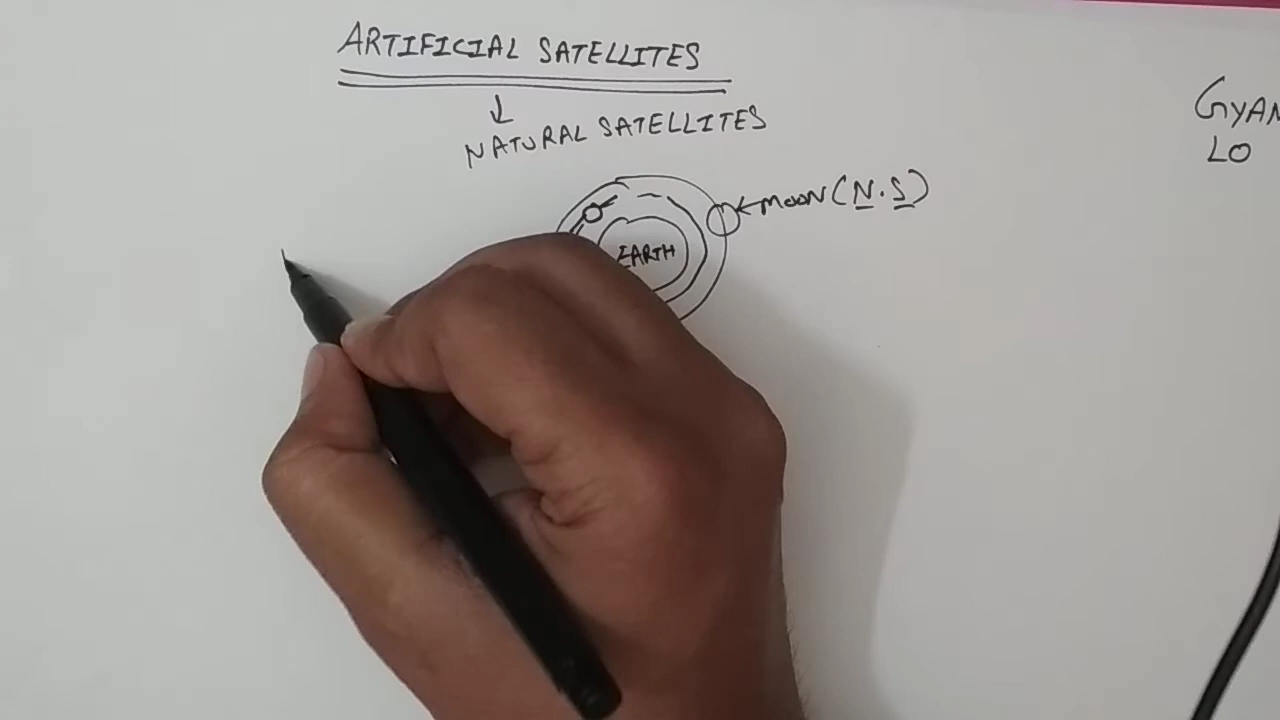 ARTIFICIAL SATELLITES
↓
NATURAL SATELLITES
←MOON (N.S)
EARTH
GYAN
LO